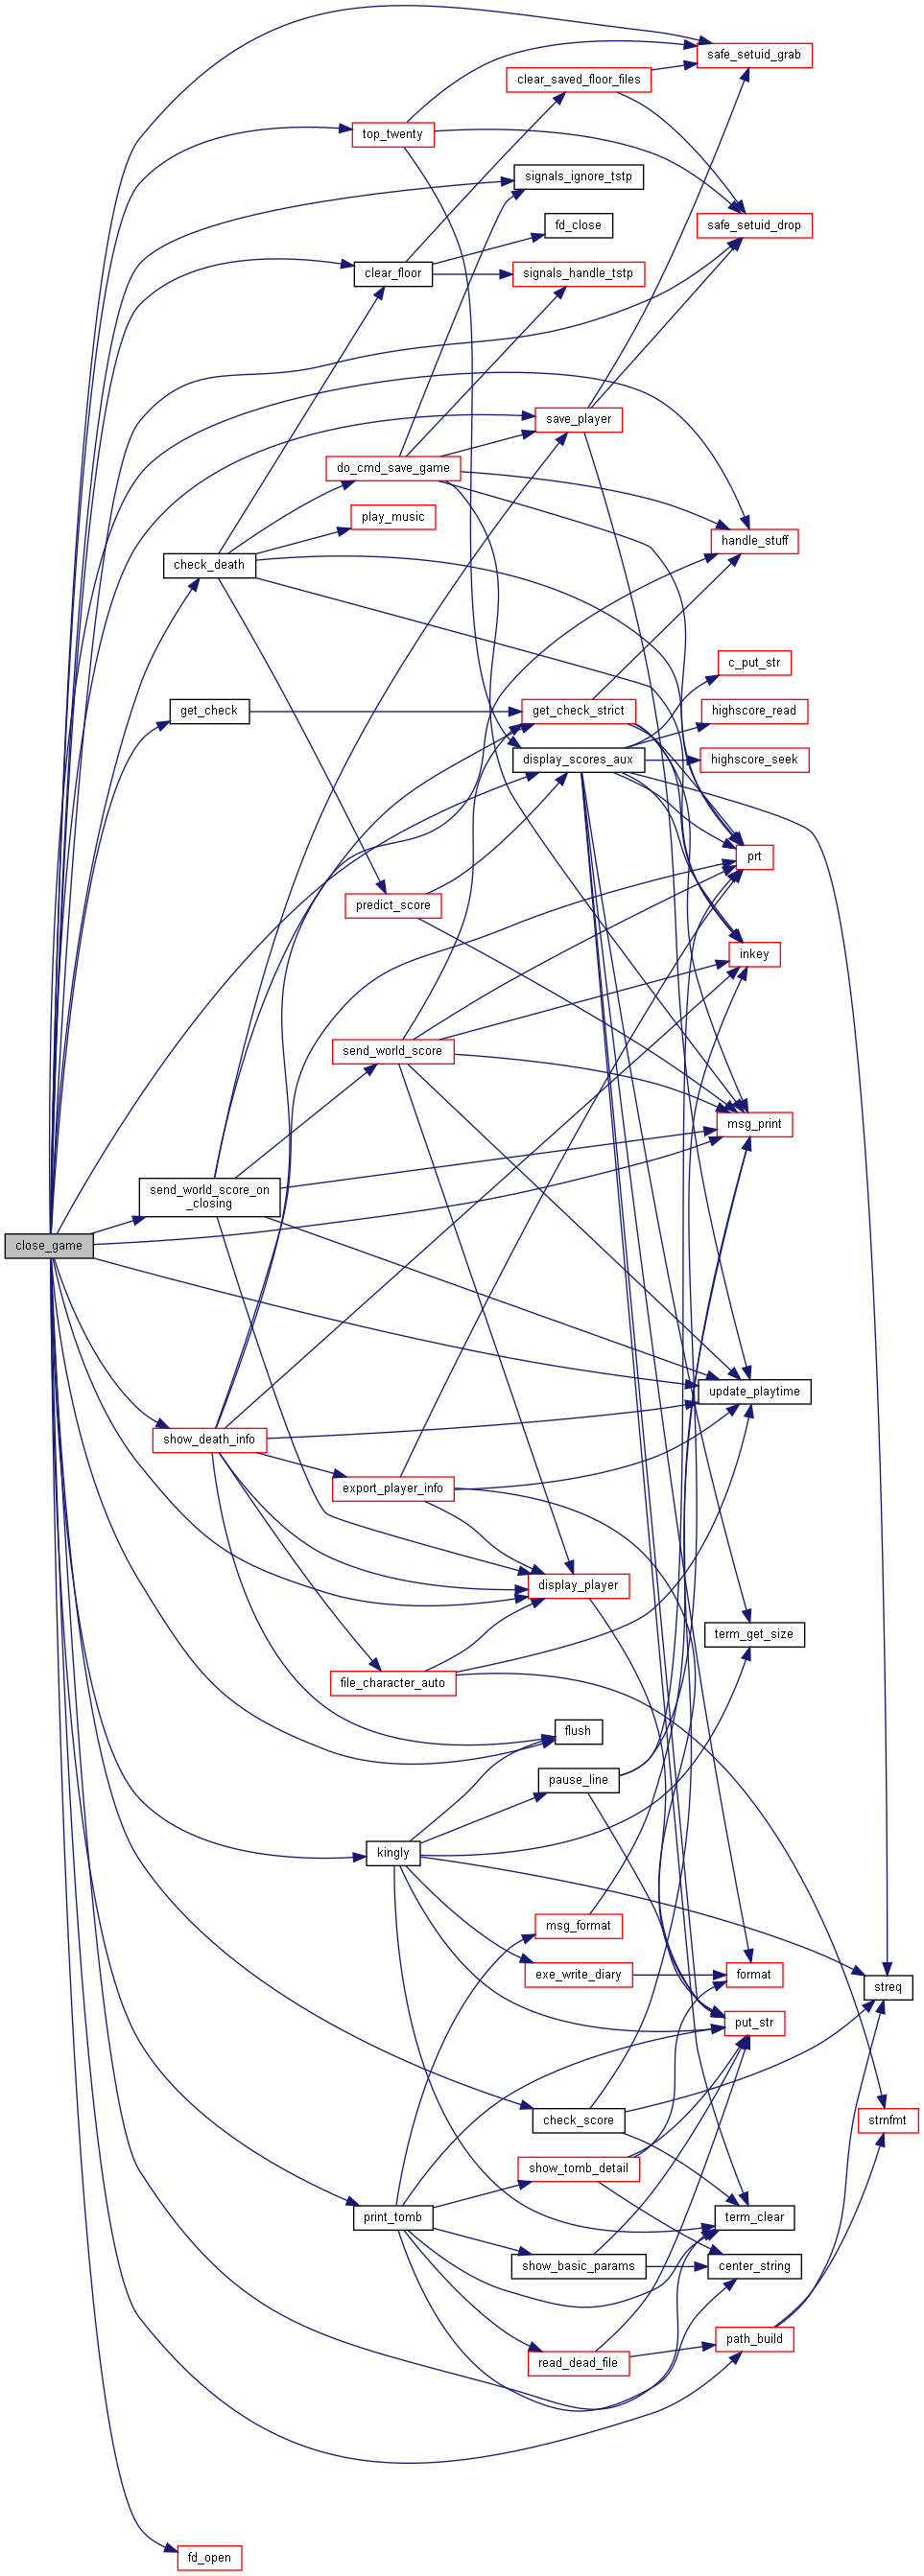 safe_setuid_grab
clear_saved_floor_files
top_twenty
signals_ignore_tstp
fd_close
safe_setuid_drop
clear_floor
signals_handle_tstp
save_player
do_cmd_save_game
play_music
handle_stuff
check_death
c_put_str
get_check
get_check_strict
highscore_read
display_scores_aux
highscore_seek
prt
predict_score
inkey
send_world_score
msg_print
send_world_score_on
_closing
close_game
update_playtime
show_death_info
export_player_info
display_player
term_get_size
file_character_auto
flush
pause_line
kingly
msg_format
exe_write_diary
format
streq
put_str
check_score
strnfmt
show_tomb_detail
print_tomb
term_clear
show_basic_params
center_string
path_build
read_dead_file
fd_open